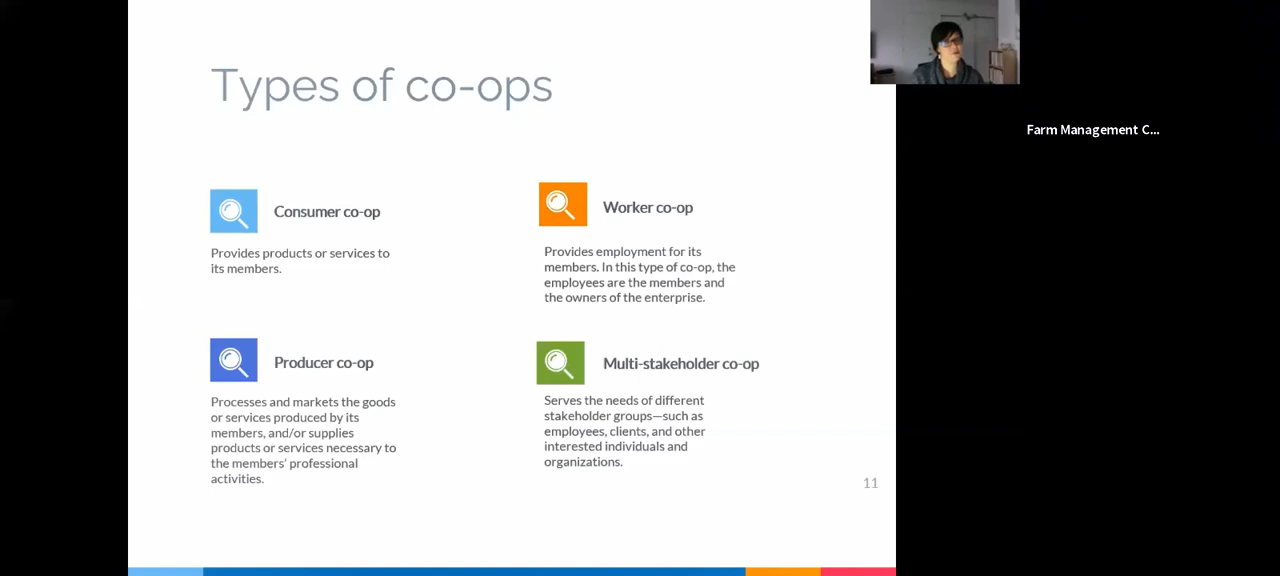 Types of co-ops
Farm Management C...
Consumer co-op
Provides products or services to
its members.
Worker co-op
Provides employment for its
members. In this type of co-op, the
employees are the members and
the owners of the enterprise.
Producer co-op
Processes and markets the goods
or services produced by its
members, and/or supplies
products or services necessary to
the members' professional
activities.
Multi-stakeholder co-op
Serves the needs of different
stakeholder groups—such as
employees, clients, and other
interested individuals and
organizations.
11